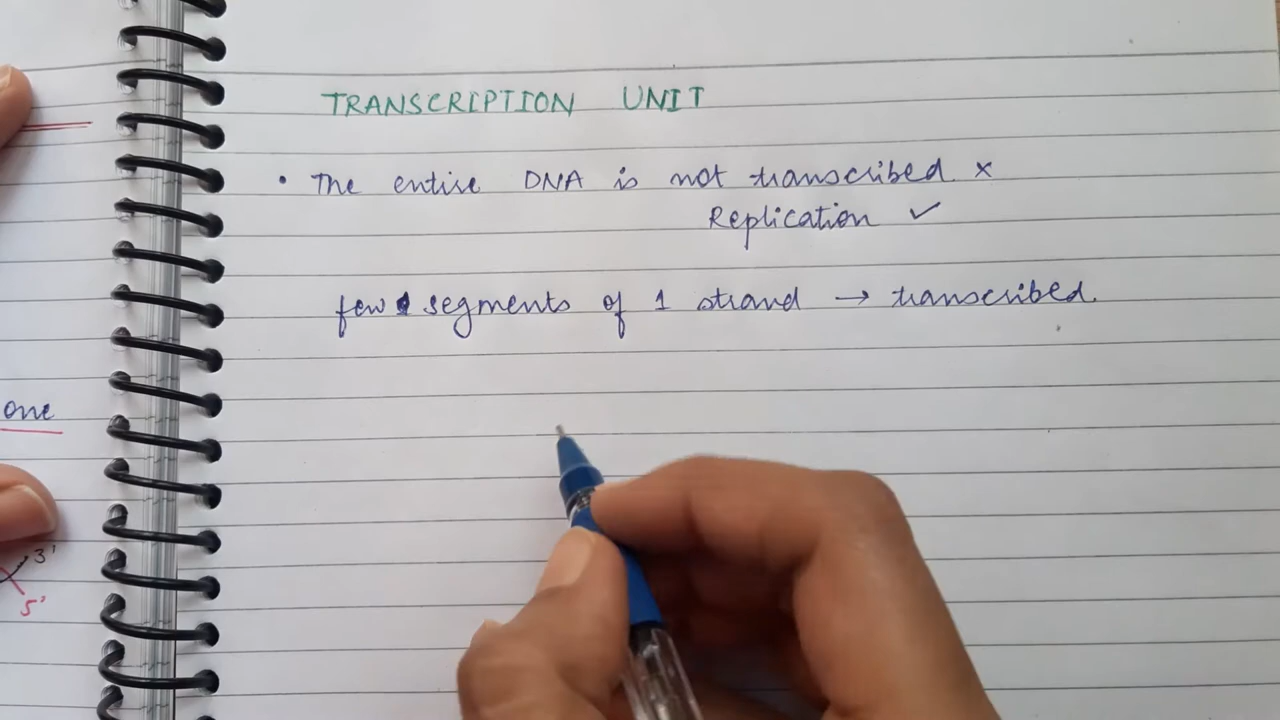 TRANSCRIPTION UNIT
• The entire DNA is not transcribed ×
Replication ✓
few segments of 1 strand → transcribed.
one
3'
5'